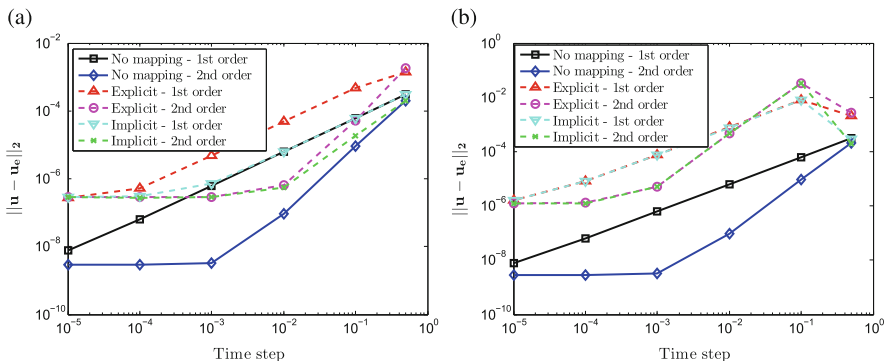 (a)
10^-2
10^-4
10^-6
10^-8
10^-10
||u − u_e||_2
No mapping - 1st order
No mapping - 2nd order
Explicit - 1st order
Explicit - 2nd order
Implicit - 1st order
Implicit - 2nd order
10^-5 10^-4 10^-3 10^-2 10^-1 10^0
Time step
(b)
10^0
10^-2
10^-4
10^-6
10^-8
10^-10
||u − u_e||_2
No mapping - 1st order
No mapping - 2nd order
Explicit - 1st order
Explicit - 2nd order
Implicit - 1st order
Implicit - 2nd order
10^-5 10^-4 10^-3 10^-2 10^-1 10^0
Time step